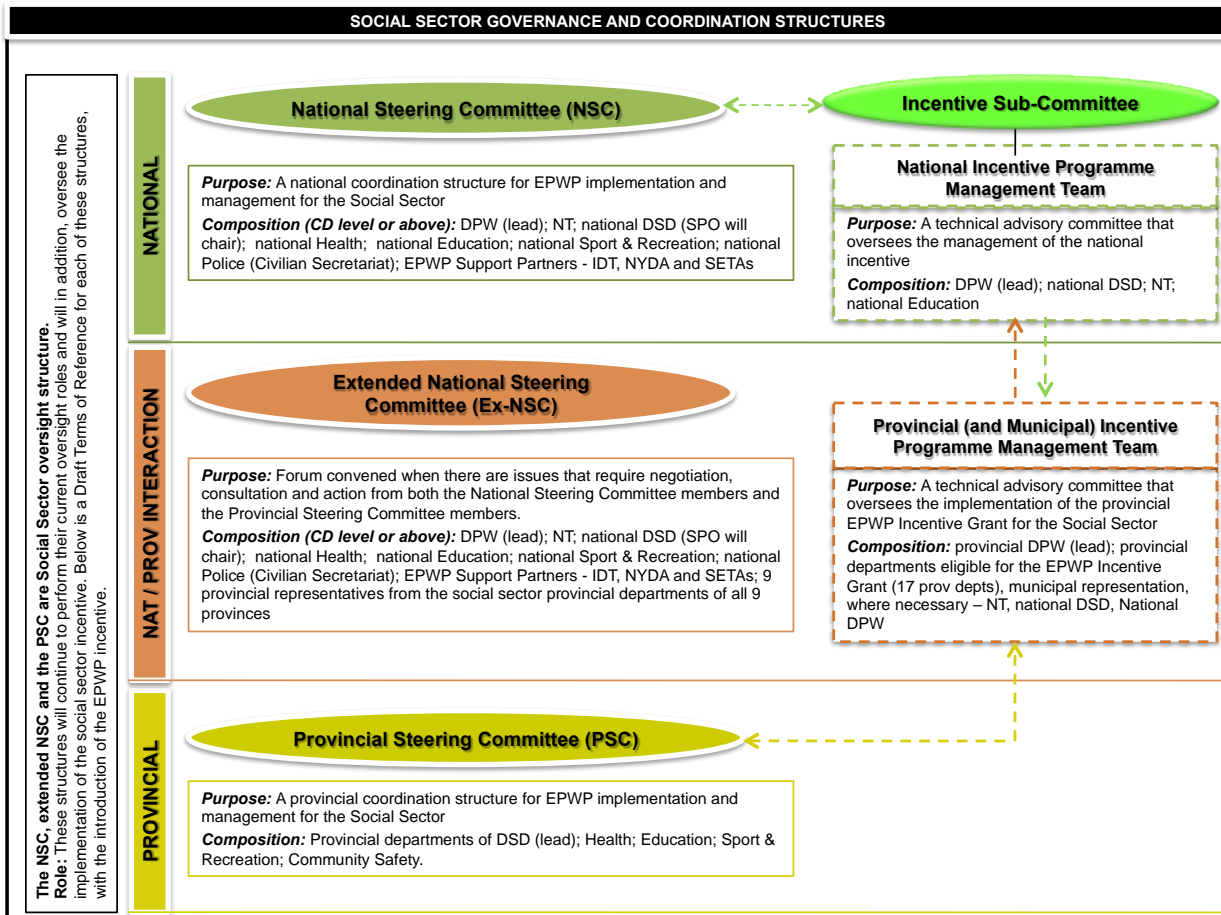 SOCIAL SECTOR GOVERNANCE AND COORDINATION STRUCTURES
The NSC, extended NSC and the PSC are Social Sector oversight structure.
Role: These structures will continue to perform their current oversight roles and will in addition, oversee the
implementation of the social sector incentive. Below is a Draft Terms of Reference for each of these structures,
with the introduction of the EPWP incentive.
NATIONAL
National Steering Committee (NSC)
Purpose: A national coordination structure for EPWP implementation and
management for the Social Sector
Composition (CD level or above): DPW (lead); NT; national DSD (SPO will
chair); national Health; national Education; national Sport & Recreation; national
Police (Civilian Secretariat); EPWP Support Partners - IDT, NYDA and SETAs
Incentive Sub-Committee
National Incentive Programme
Management Team
Purpose: A technical advisory committee that
oversees the management of the national
incentive
Composition: DPW (lead); national DSD; NT;
national Education
NAT / PROV INTERACTION
Extended National Steering
Committee (Ex-NSC)
Purpose: Forum convened when there are issues that require negotiation,
consultation and action from both the National Steering Committee members and
the Provincial Steering Committee members.
Composition (CD level or above): DPW (lead); NT; national DSD (SPO will
chair); national Health; national Education; national Sport & Recreation; national
Police (Civilian Secretariat); EPWP Support Partners - IDT, NYDA and SETAs; 9
provincial representatives from the social sector provincial departments of all 9
provinces
Provincial (and Municipal) Incentive
Programme Management Team
Purpose: A technical advisory committee that
oversees the implementation of the provincial
EPWP Incentive Grant for the Social Sector
Composition: provincial DPW (lead); provincial
departments eligible for the EPWP Incentive
Grant (17 prov depts), municipal representation,
where necessary – NT, national DSD, National
DPW
PROVINCIAL
Provincial Steering Committee (PSC)
Purpose: A provincial coordination structure for EPWP implementation and
management for the Social Sector
Composition: Provincial departments of DSD (lead); Health; Education; Sport &
Recreation; Community Safety.